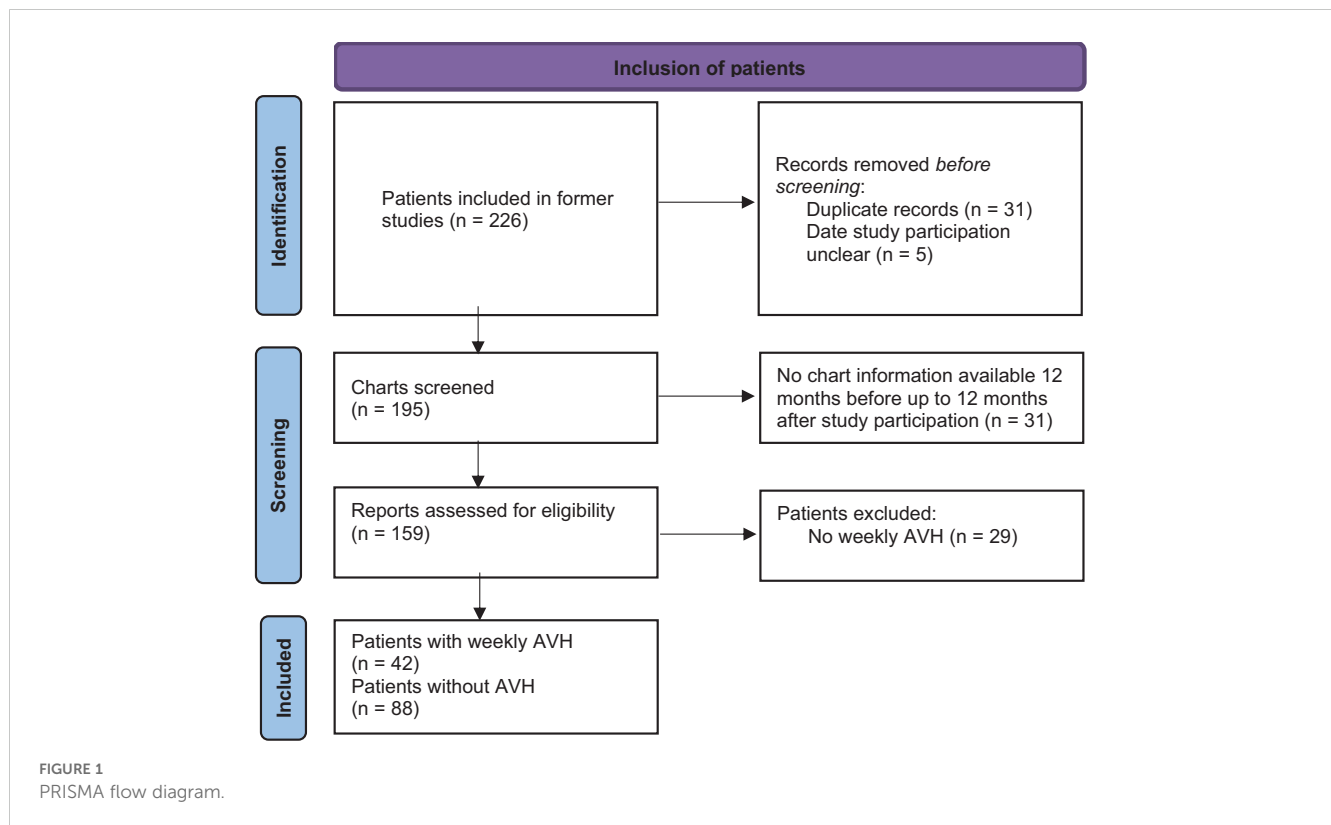 Inclusion of patients
Identification
Patients included in former
studies (n = 226)
Records removed before
screening:
Duplicate records (n = 31)
Date study participation
unclear (n = 5)
Screening
Charts screened
(n = 195)
No chart information available 12
months before up to 12 months
after study participation (n = 31)
Reports assessed for eligibility
(n = 159)
Patients excluded:
No weekly AVH (n = 29)
Included
Patients with weekly AVH
(n = 42)
Patients without AVH
(n = 88)
FIGURE 1
PRISMA flow diagram.